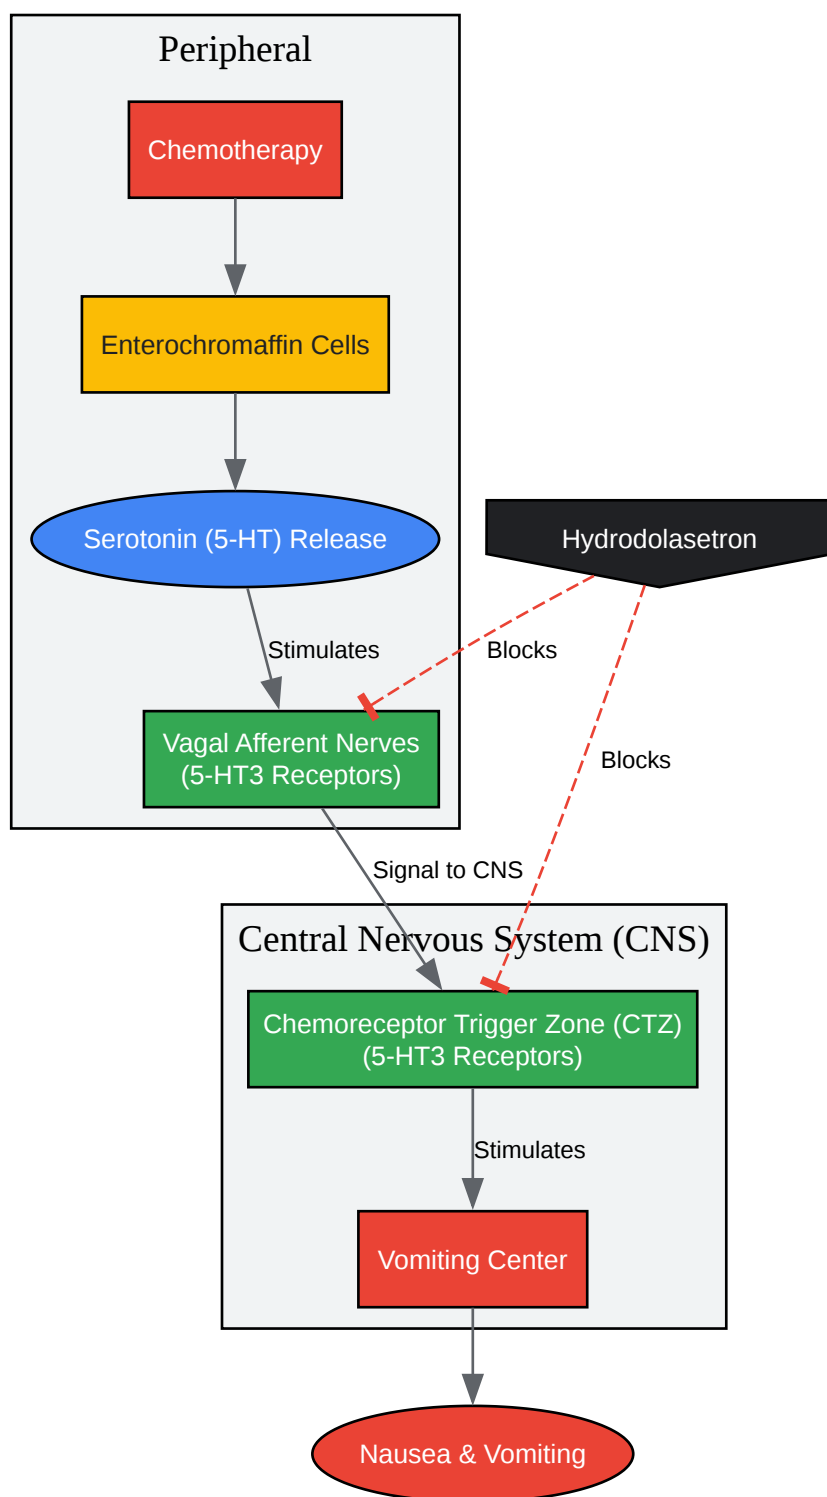 Peripheral
Chemotherapy
Enterochromaffin Cells
Serotonin (5-HT) Release
Hydrodolasetron
Stimulates
Blocks
Vagal Afferent Nerves
(5-HT3 Receptors)
Blocks
Signal to CNS
Central Nervous System (CNS)
Chemoreceptor Trigger Zone (CTZ)
(5-HT3 Receptors)
Stimulates
Vomiting Center
Nausea & Vomiting